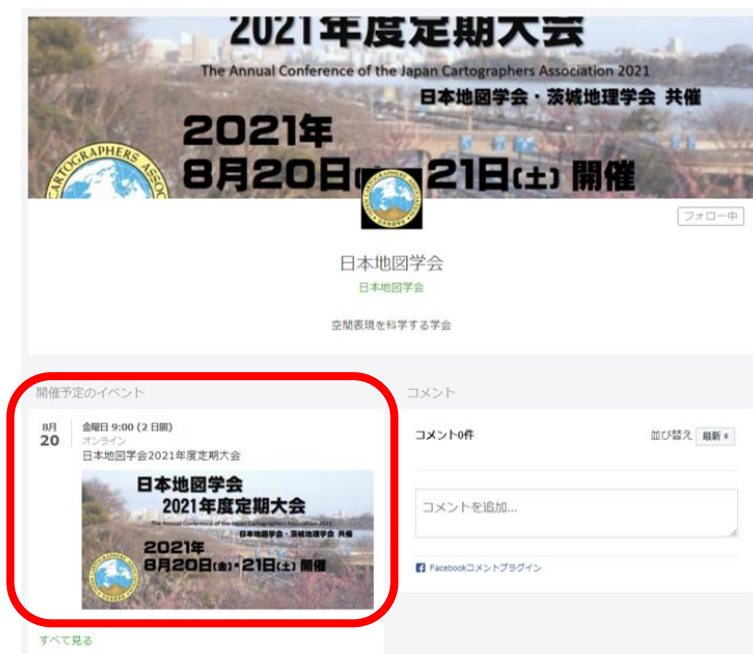 2021年度定期大会
The Annual Conference of the Japan Cartographers Association 2021
日本地図学会・茨城地理学会 共催
2021年
8月20日 21日(土) 開催
CARTOGRAPHERS ASSOC
フォロー中
日本地図学会
日本地図学会
空間表現を科学する学会
開催予定のイベント
8月
20
金曜日 9:00 (2 日間)
オンライン
日本地図学会2021年度定期大会
日本地図学会
2021年度定期大会
The Annual Conference of the Japan Cartographers Association 2021
日本地図学会・茨城地理学会 共催
2021年
8月20日(金)・21日(土) 開催
すべて見る
コメント
コメント0件
並び替え 最新
コメントを追加...
Facebookコメントプラグイン